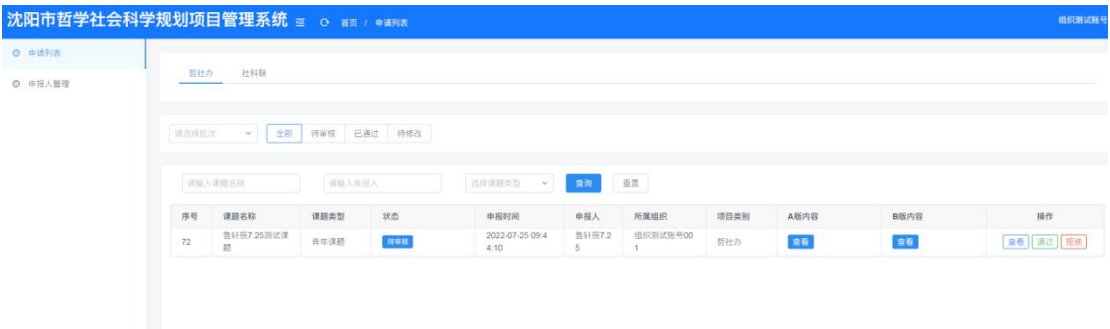 沈阳市哲学社会科学规划项目管理系统 首页 / 申请列表 组织测试账号
申请列表
申报人管理
哲社办 社科联
请选择批次 全部 待审核 已通过 待修改
请输入课题名称 请输入申报人 选择课题类型 查询 重置
序号 课题名称 课题类型 状态 申报时间 申报人 所属组织 项目类别 A版内容 B版内容 操作
72 鲁轩辰7.25测试课题 青年课题 待审核 2022-07-25 09:44:10 鲁轩辰7.25 组织测试账号001 哲社办 查看 查看 查看 通过 拒绝